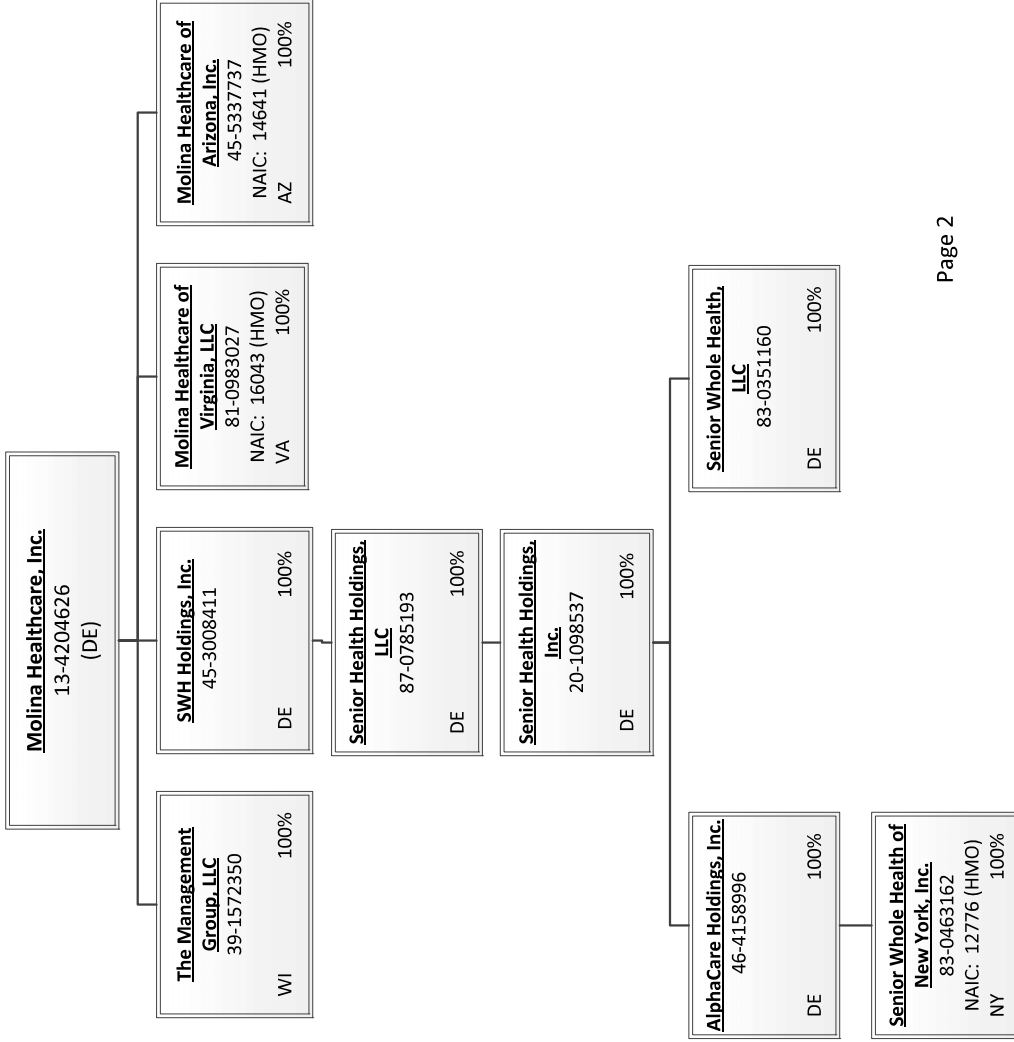 Molina Healthcare, Inc.
13-4204626
(DE)
The Management
Group, LLC
39-1572350
WI 100%
SWH Holdings, Inc.
45-3008411
DE 100%
Molina Healthcare of
Virginia, LLC
81-0983027
NAIC: 16043 (HMO)
VA 100%
Molina Healthcare of
Arizona, Inc.
45-5337737
NAIC: 14641 (HMO)
AZ 100%
Senior Health Holdings,
LLC
87-0785193
DE 100%
Senior Health Holdings,
Inc.
20-1098537
DE 100%
AlphaCare Holdings, Inc.
46-4158996
DE 100%
Senior Whole Health,
LLC
83-0351160
DE 100%
Senior Whole Health of
New York, Inc.
83-0463162
NAIC: 12776 (HMO)
NY 100%
Page 2